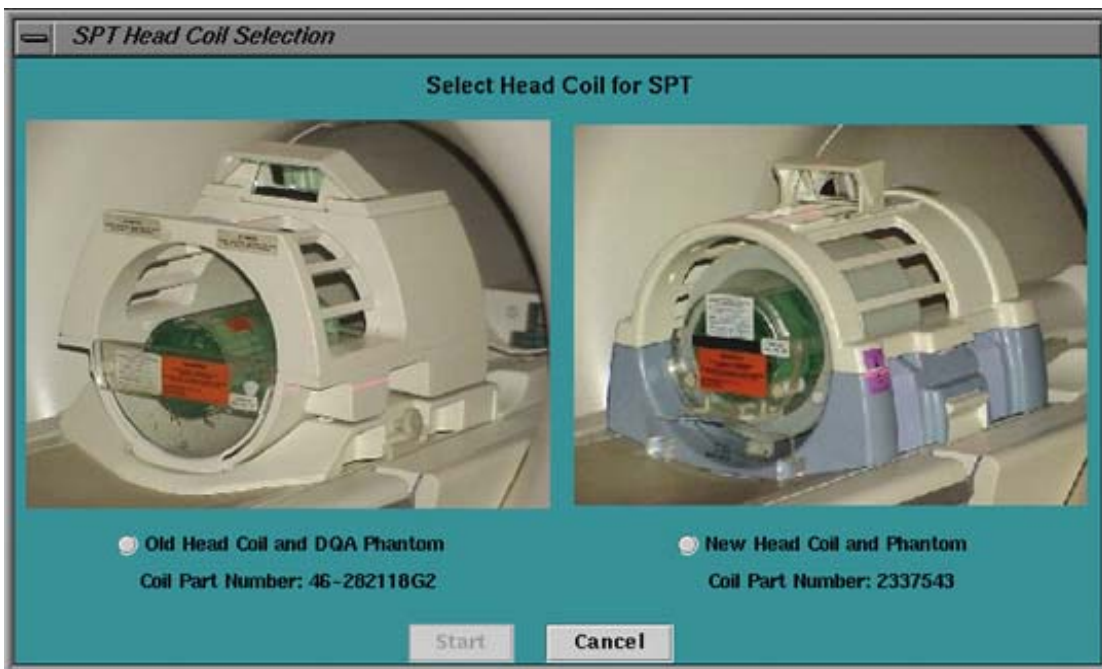 SPT Head Coil Selection
Select Head Coil for SPT
Old Head Coil and DQA Phantom
New Head Coil and Phantom
Coil Part Number: 46-282118G2
Coil Part Number: 2337543
Start
Cancel